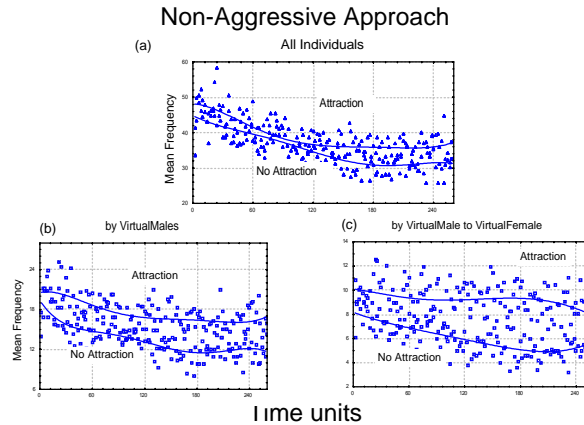 Non-Aggressive Approach
(a) All Individuals
Mean Frequency
60
50
40
30
20
Attraction
No Attraction
0 60 120 180 240
(b) by VirtualMales
Mean Frequency
24
18
12
6
Attraction
No Attraction
0 60 120 180 240
(c) by VirtualMale to VirtualFemale
14
12
10
8
6
4
2
Attraction
No Attraction
0 60 120 180 240
Time units